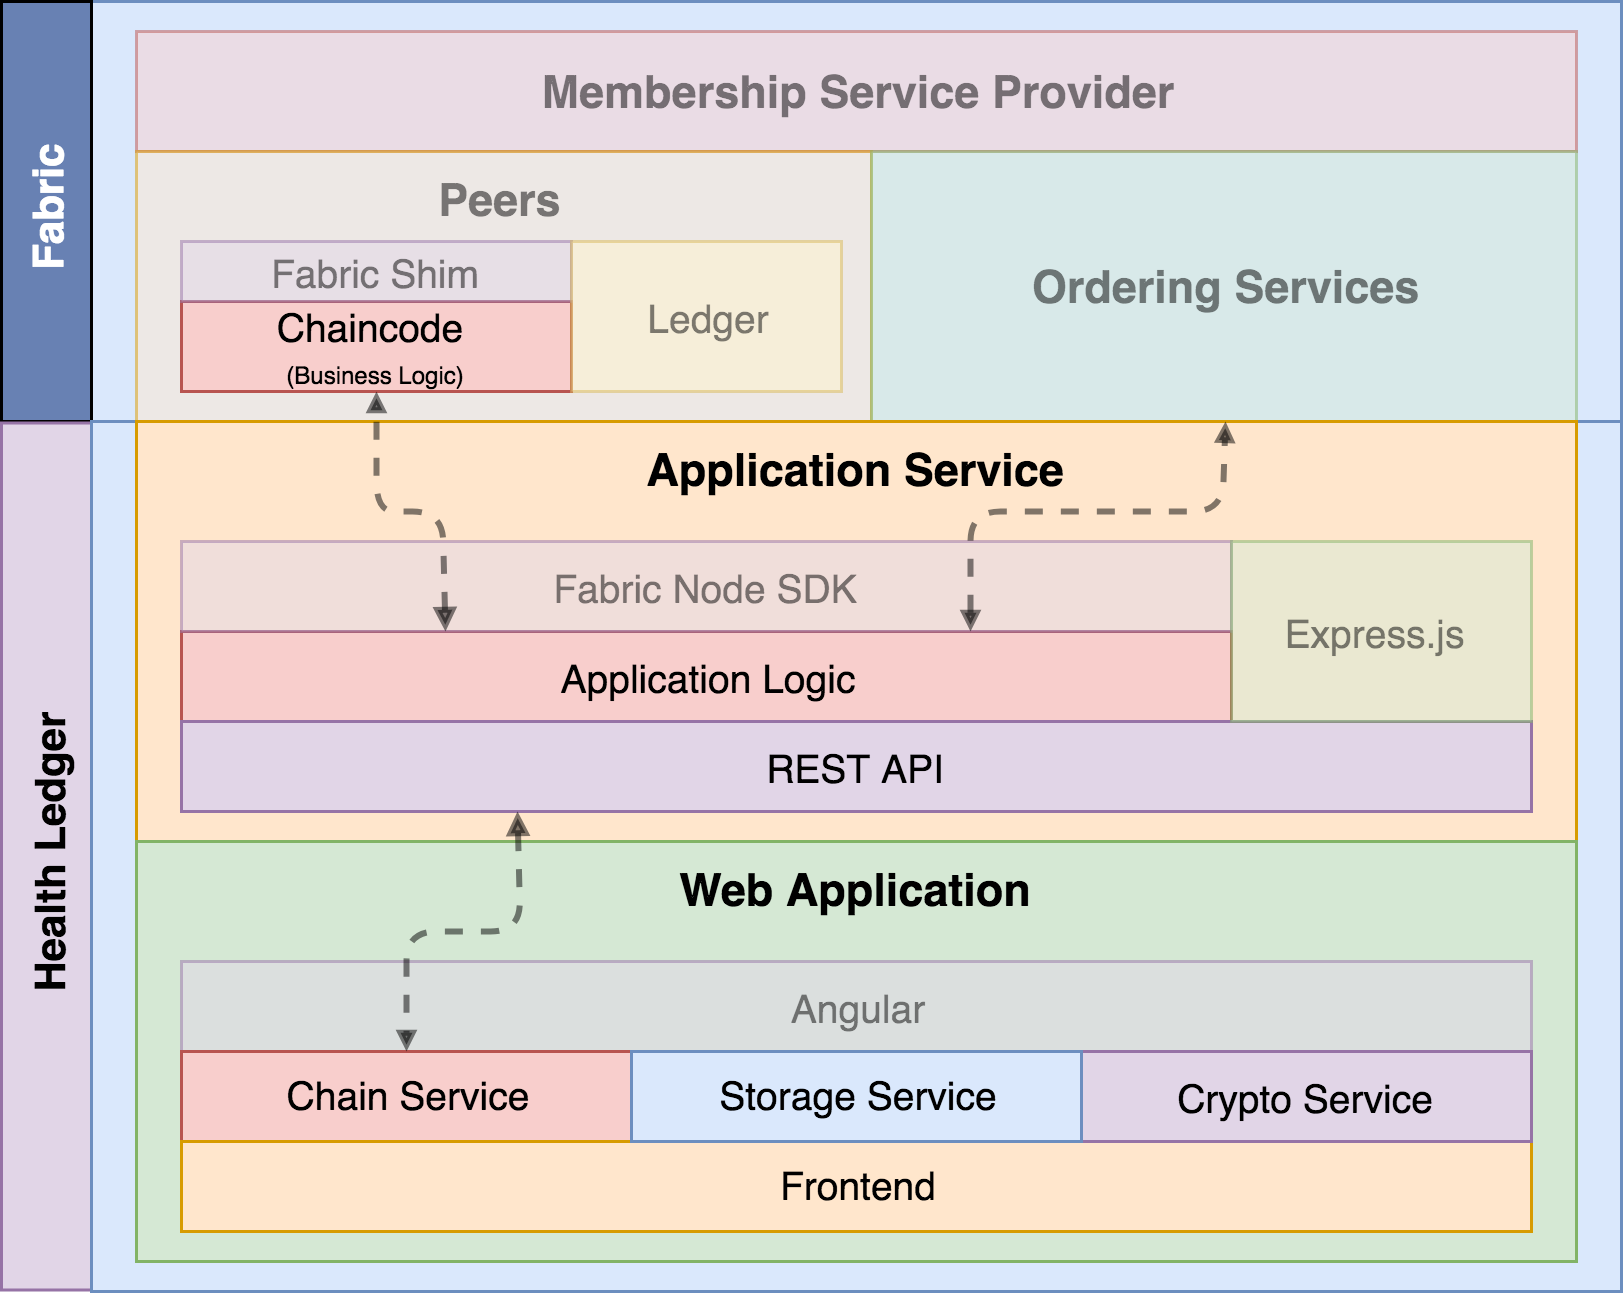 Fabric
Membership Service Provider
Peers
Fabric Shim
Chaincode
(Business Logic)
Ledger
Ordering Services
Health Ledger
Application Service
Fabric Node SDK
Express.js
Application Logic
REST API
Web Application
Angular
Chain Service
Storage Service
Crypto Service
Frontend